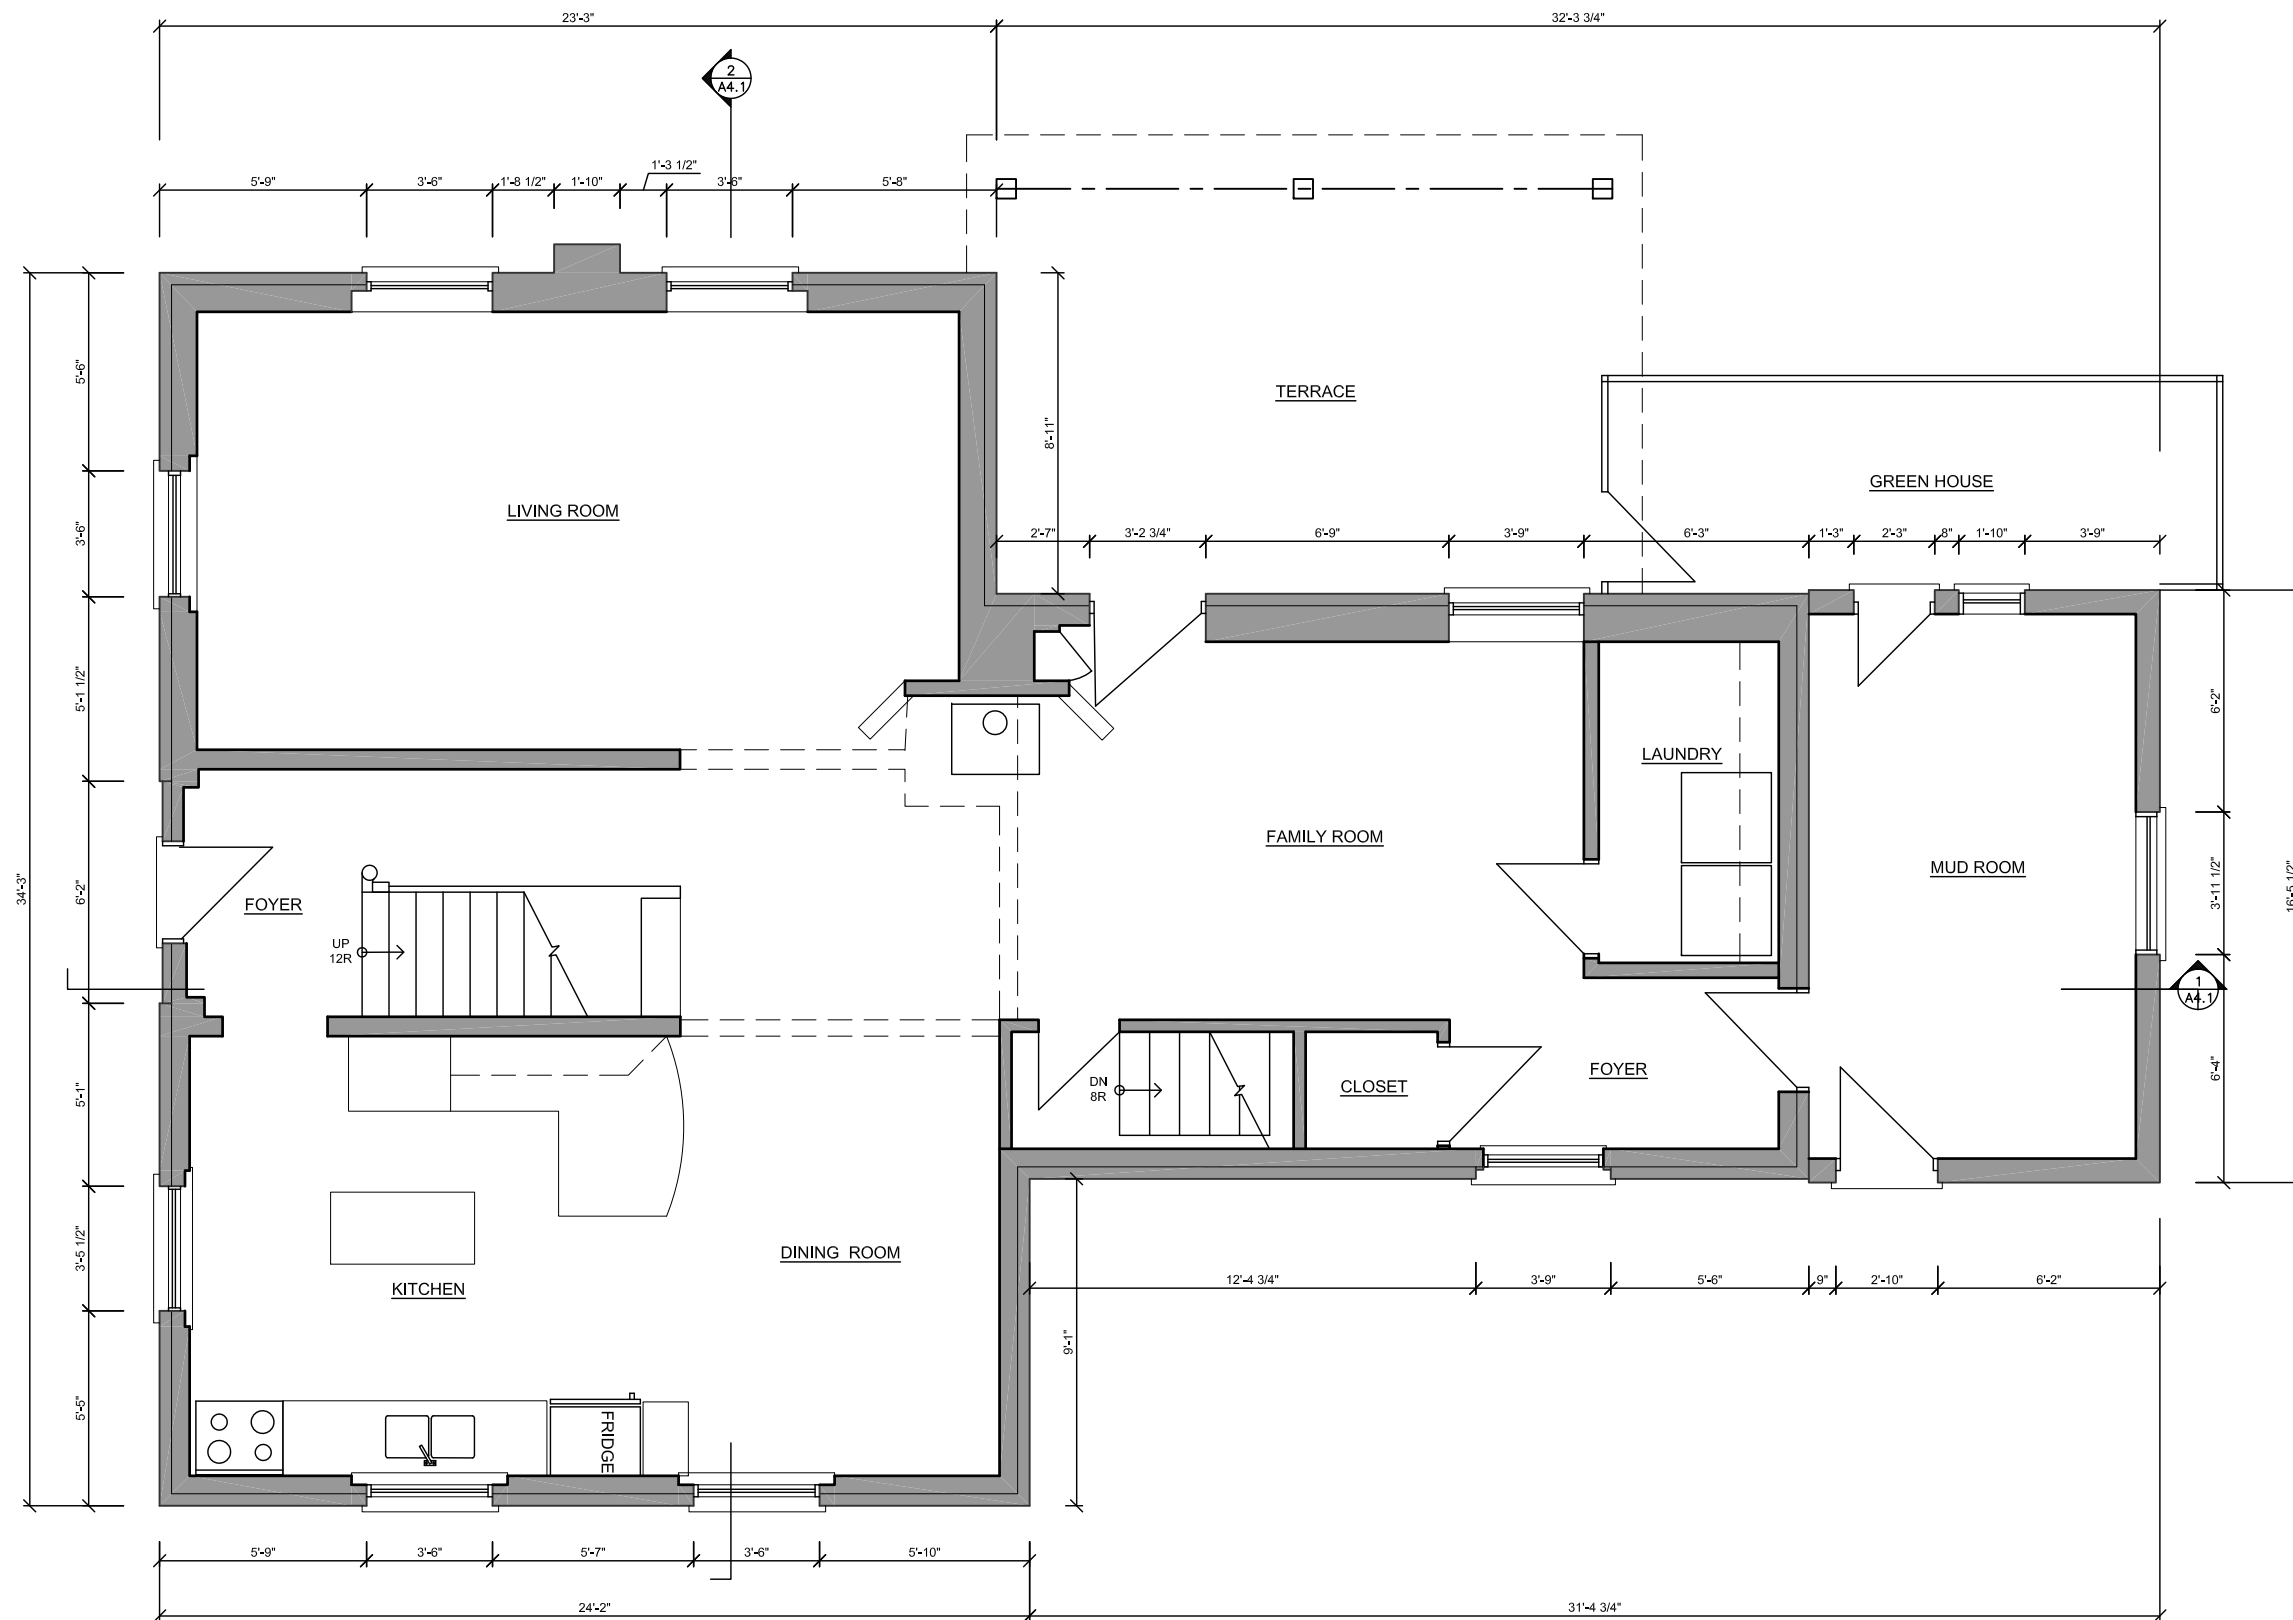 23'-3"
32'-3 3/4"
2
A4.1
1'-3 1/2"
5'-9"
3'-6"
1'-8 1/2"
1'-10"
3'-6"
5'-8"
TERRACE
5'-6"
8'-11"
GREEN HOUSE
LIVING ROOM
3'-6"
2'-7"
3'-2 3/4"
6'-9"
3'-9"
6'-3"
1'-3"
2'-3"
8"
1'-10"
3'-9"
5'-1 1/2"
6'-2"
LAUNDRY
FAMILY ROOM
MUD ROOM
34'-3"
6'-2"
FOYER
3'-11 1/2"
16'-5 1/2"
UP
12R
1
A4.1
5'-1"
DN
8R
CLOSET
FOYER
6'-4"
3'-5 1/2"
DINING ROOM
KITCHEN
12'-4 3/4"
3'-9"
5'-6"
9"
2'-10"
6'-2"
9'-1"
5'-5"
FRIDGE
5'-9"
3'-6"
5'-7"
3'-6"
5'-10"
24'-2"
31'-4 3/4"